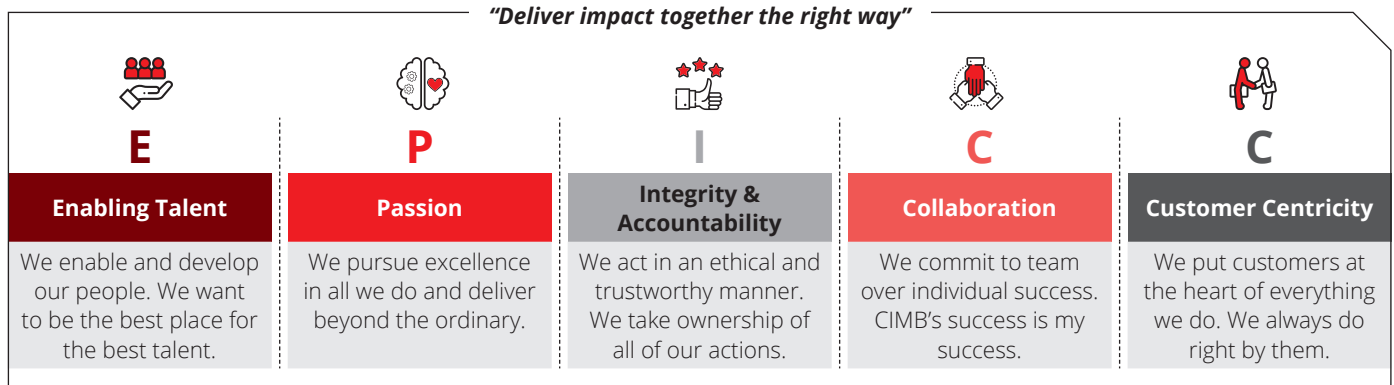 “Deliver impact together the right way”
E
Enabling Talent
We enable and develop
our people. We want
to be the best place for
the best talent.
P
Passion
We pursue excellence
in all we do and deliver
beyond the ordinary.
I
Integrity &
Accountability
We act in an ethical and
trustworthy manner.
We take ownership of
all of our actions.
C
Collaboration
We commit to team
over individual success.
CIMB’s success is my
success.
C
Customer Centricity
We put customers at
the heart of everything
we do. We always do
right by them.